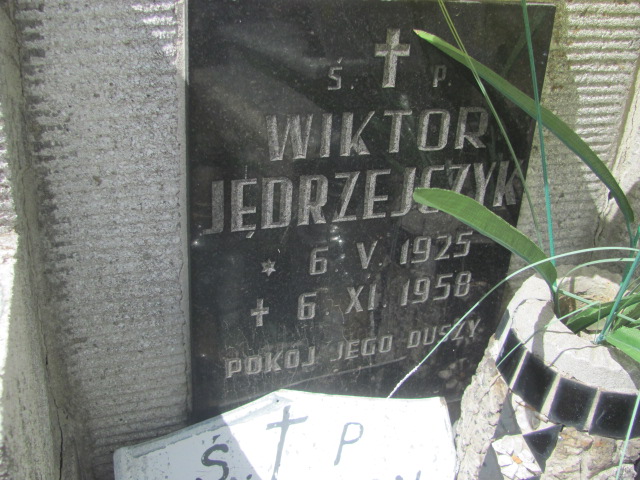 Ś. P.
WIKTOR
JĘDRZEJCZYK
6 V. 1925
6 XI. 1958
POKÓJ JEGO DUSZY
Ś P